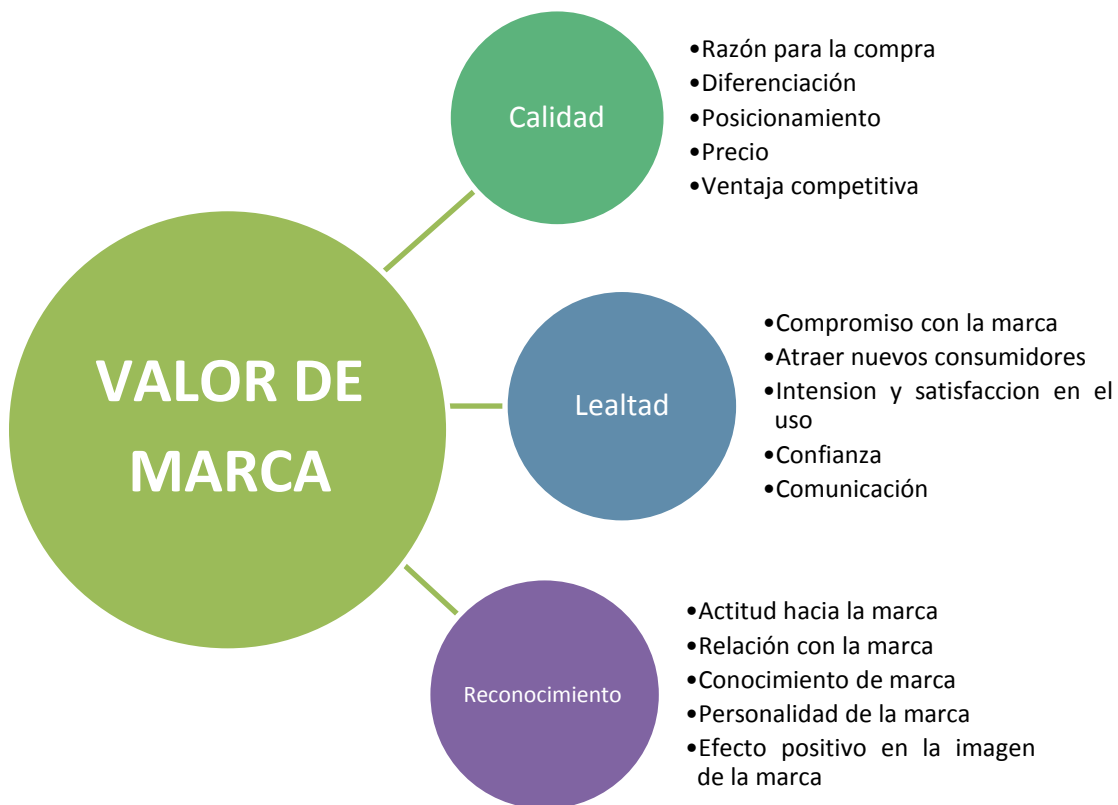 VALOR DE
MARCA
Calidad
•Razón para la compra
•Diferenciación
•Posicionamiento
•Precio
•Ventaja competitiva
Lealtad
•Compromiso con la marca
•Atraer nuevos consumidores
•Intension y satisfaccion en el
uso
•Confianza
•Comunicación
Reconocimiento
•Actitud hacia la marca
•Relación con la marca
•Conocimiento de marca
•Personalidad de la marca
•Efecto positivo en la imagen
de la marca